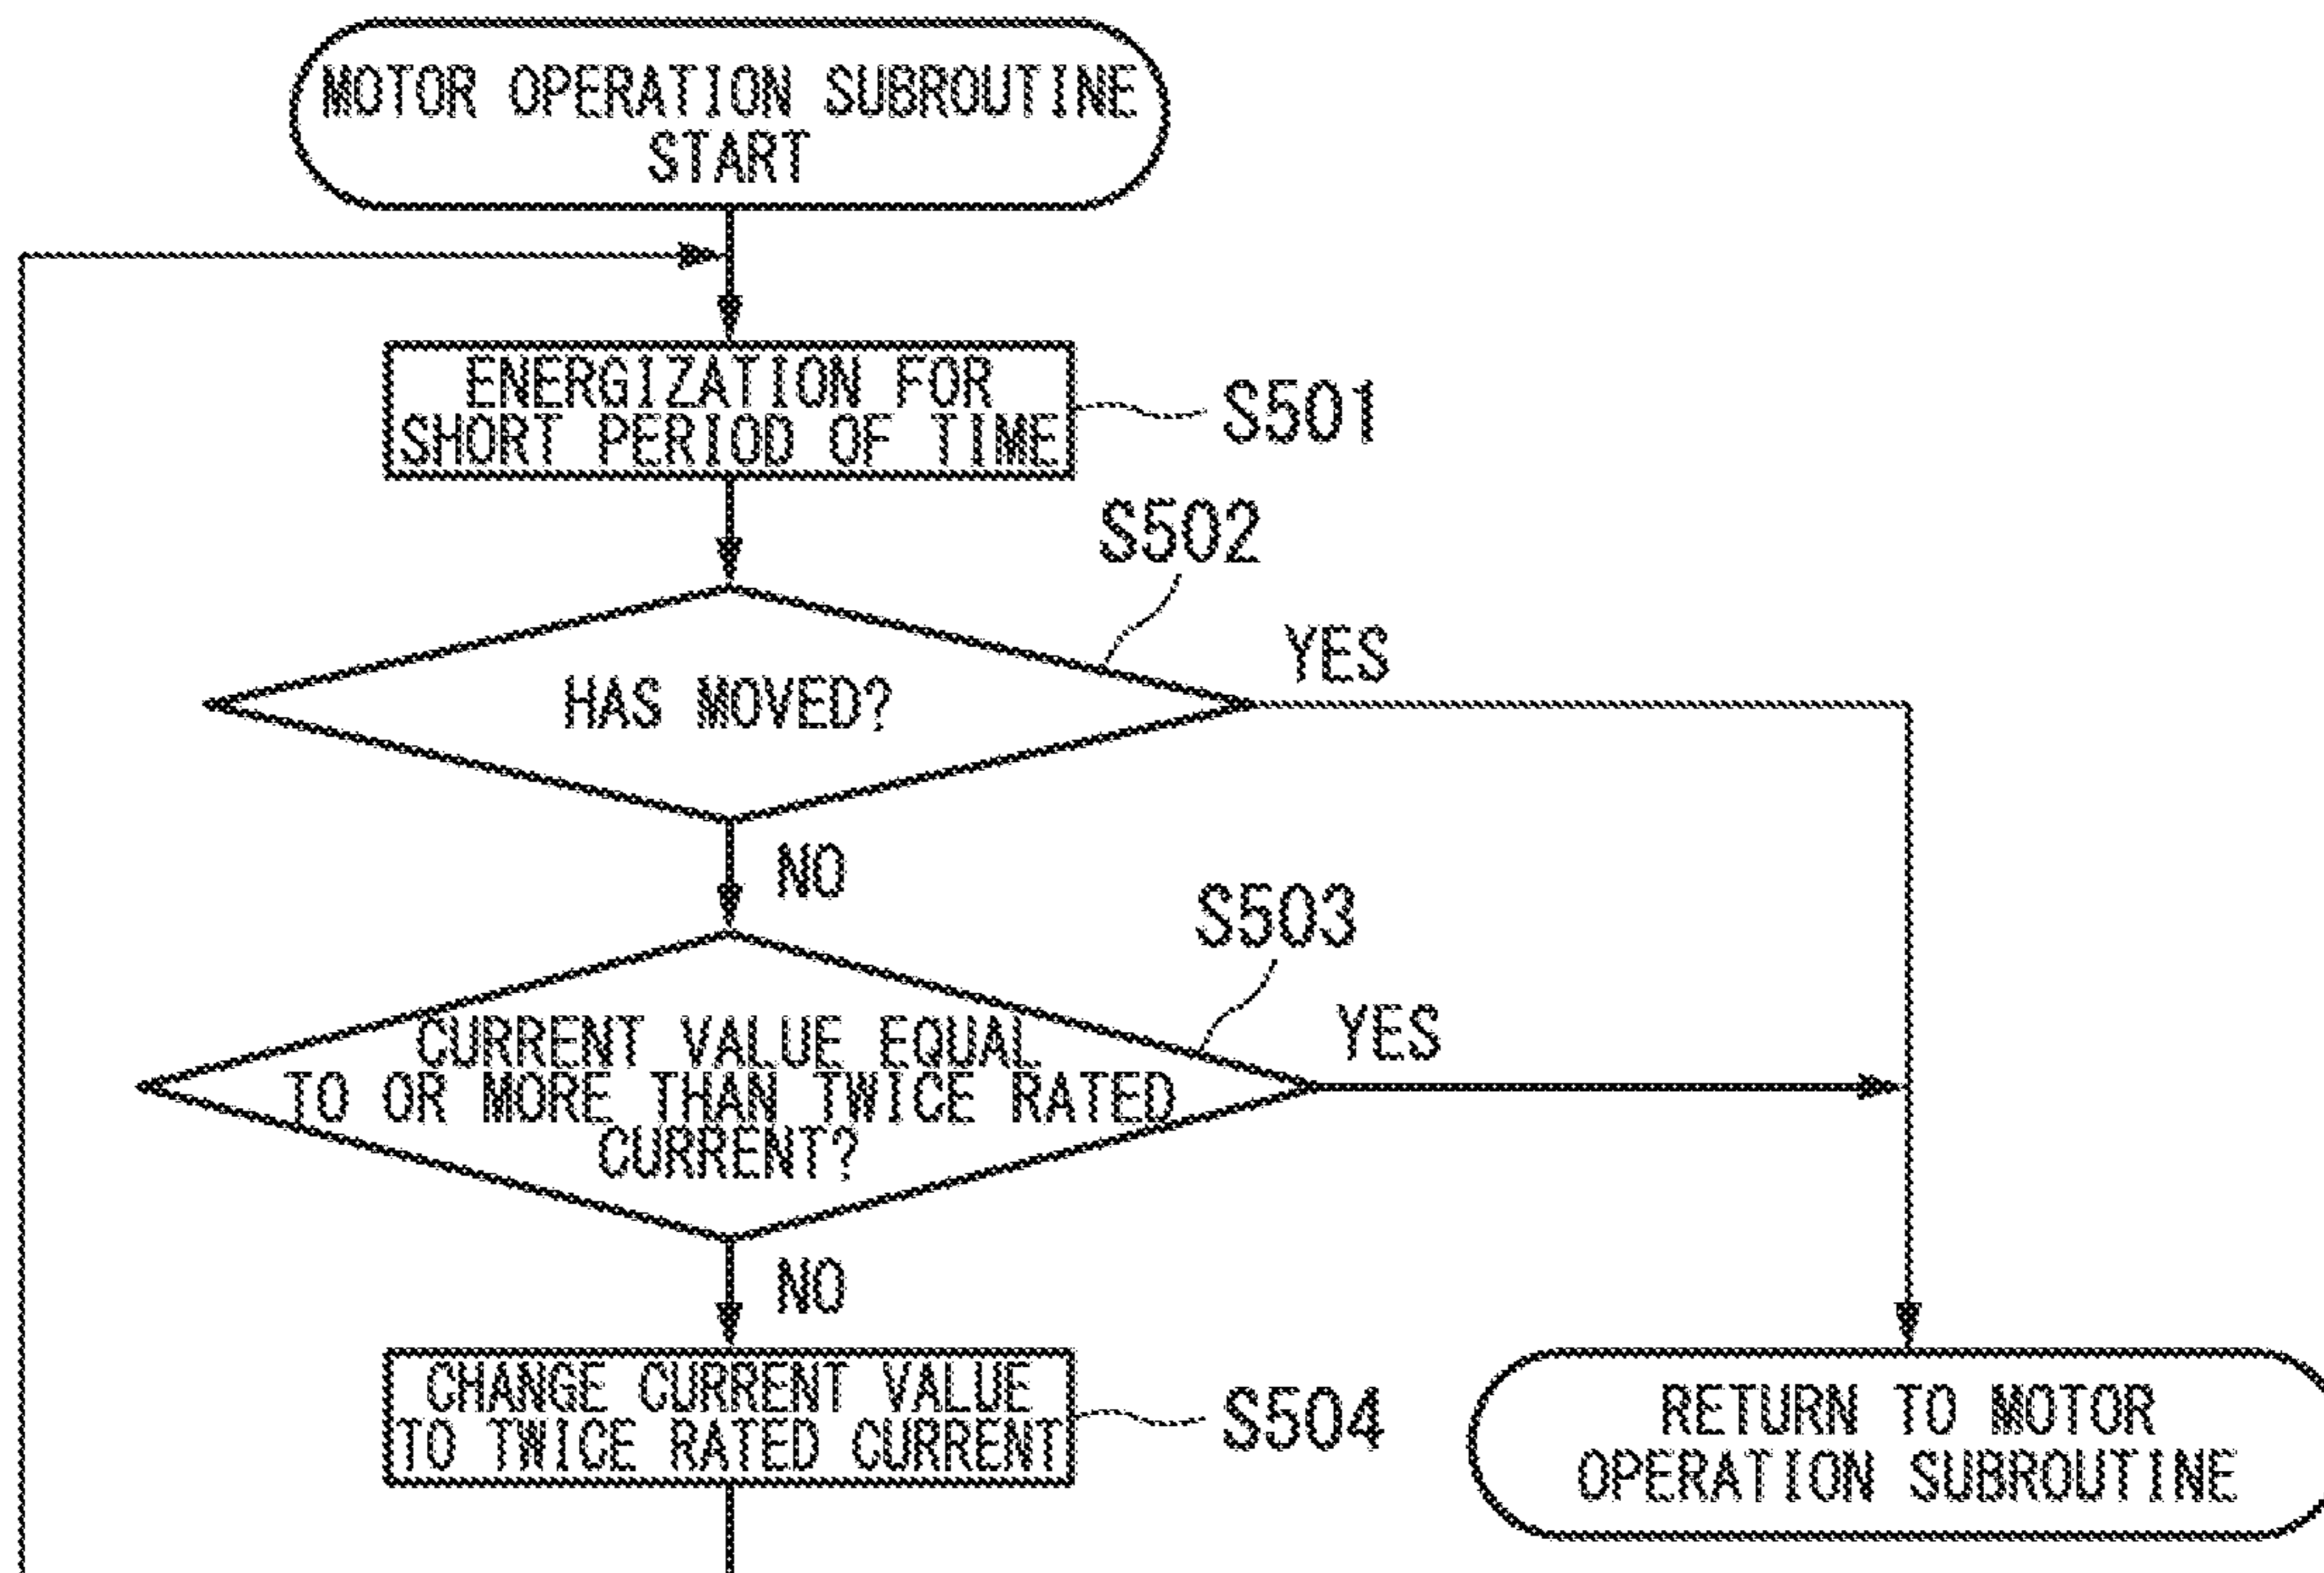 MOTOR OPERATION SUBROUTINE
START
ENERGIZATION FOR
SHORT PERIOD OF TIME
S501
S502
HAS MOVED?
YES
NO
S503
CURRENT VALUE EQUAL
TO OR MORE THAN TWICE RATED
CURRENT?
YES
NO
CHANGE CURRENT VALUE
TO TWICE RATED CURRENT
S504
RETURN TO MOTOR
OPERATION SUBROUTINE